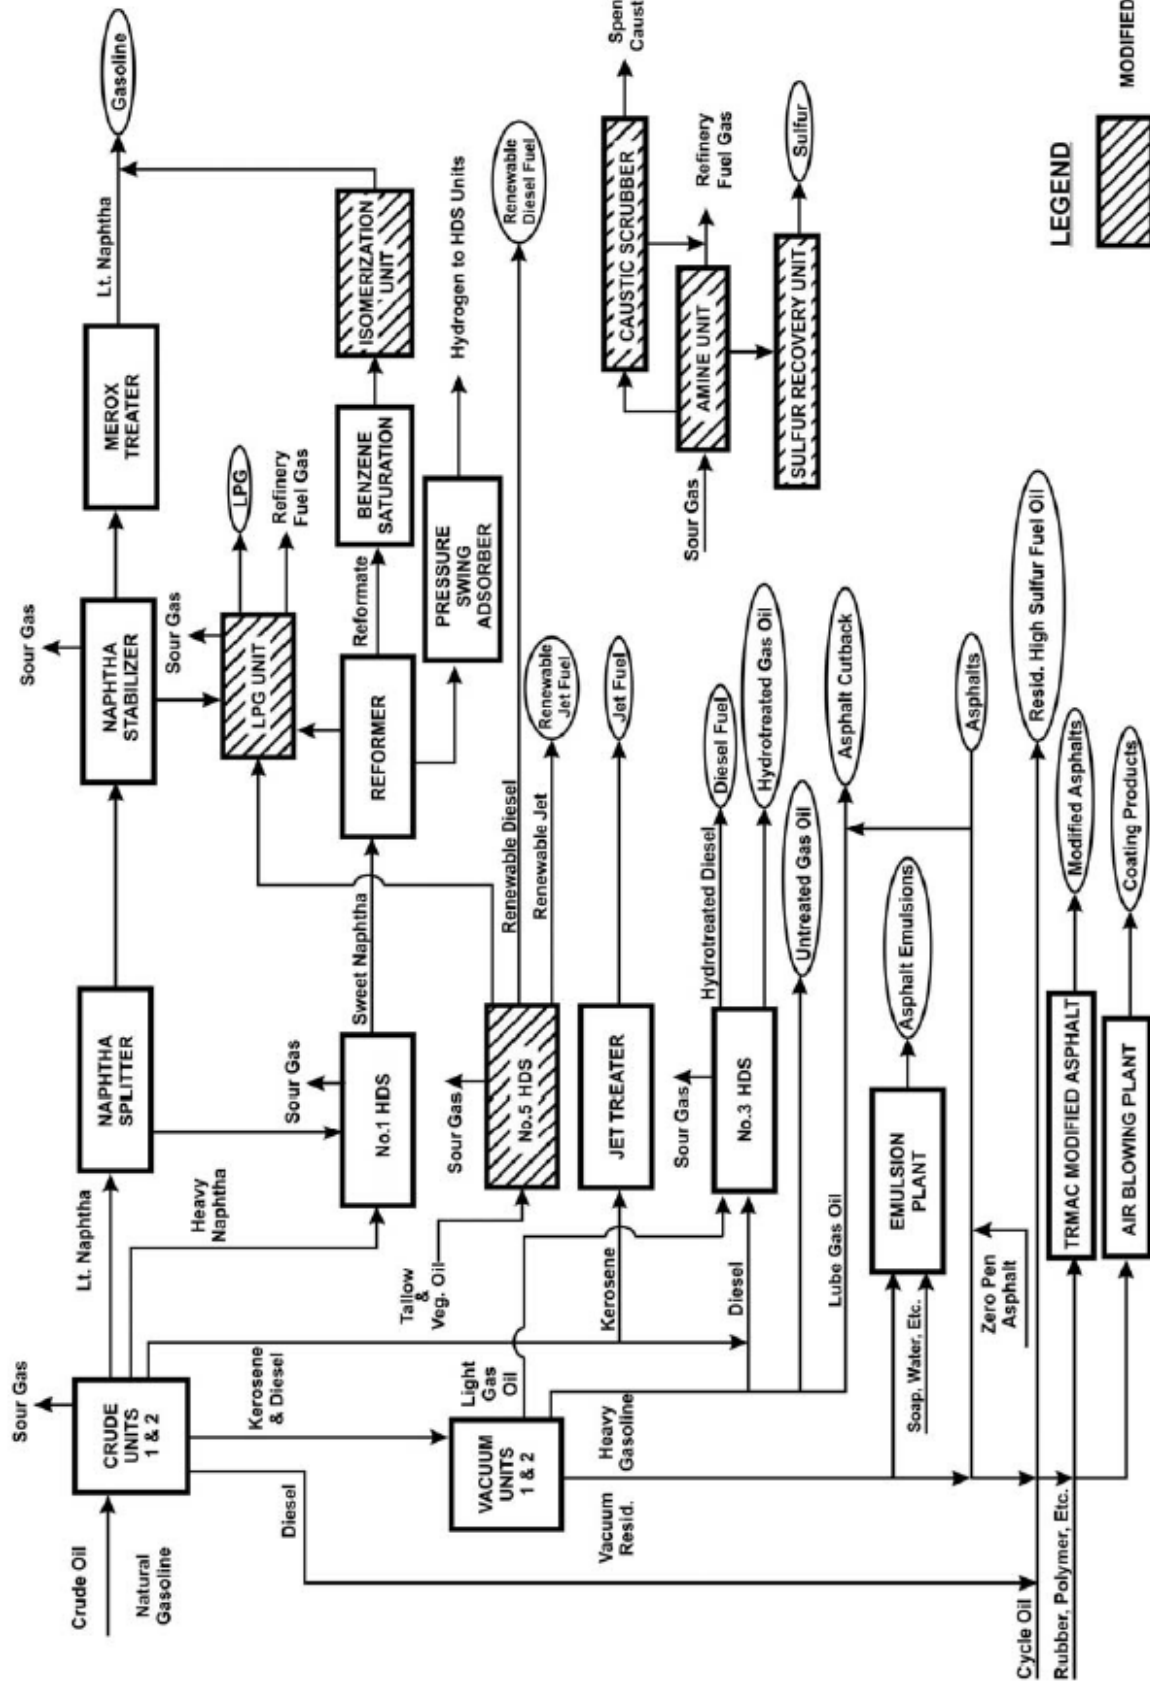 Sour Gas
Crude Oil
Natural
Gasoline
CRUDE
UNITS
1 & 2
Lt. Naphtha
Heavy
Naphtha
Kerosene
& Diesel
Diesel
NAPHTHA
SPLITTER
Sour Gas
NAPHTHA
STABILIZER
MEROX
TREATER
Lt. Naphtha
Gasoline
Sour Gas
LPG UNIT
LPG
Refinery
Fuel Gas
Sour Gas
No.1 HDS
Sweet Naphtha
REFORMER
Reformate
BENZENE
SATURATION
ISOMERIZATION
UNIT
PRESSURE
SWING
ADSORBER
Hydrogen to HDS Units
Tallow
&
Veg. Oil
Sour Gas
No.5 HDS
Renewable Diesel
Renewable
Diesel Fuel
Renewable Jet
Renewable
Jet Fuel
VACUUM
UNITS
1 & 2
Light
Gas
Oil
Heavy
Gasoline
Vacuum
Resid.
Kerosene
JET TREATER
Jet Fuel
Diesel
Sour Gas
No.3 HDS
Hydrotreated Diesel
Diesel Fuel
Hydrotreated Gas Oil
Untreated Gas Oil
Lube Gas Oil
Asphalt Cutback
Soap, Water, Etc.
EMULSION
PLANT
Asphalt Emulsions
Zero Pen
Asphalt
Asphalts
Cycle Oil
Resid. High Sulfur Fuel Oil
Rubber, Polymer, Etc.
TRMAC MODIFIED ASPHALT
Modified Asphalts
AIR BLOWING PLANT
Coating Products
Sour Gas
AMINE UNIT
CAUSTIC SCRUBBER
Spen
Caust
Refinery
Fuel Gas
SULFUR RECOVERY UNIT
Sulfur
LEGEND
MODIFIED